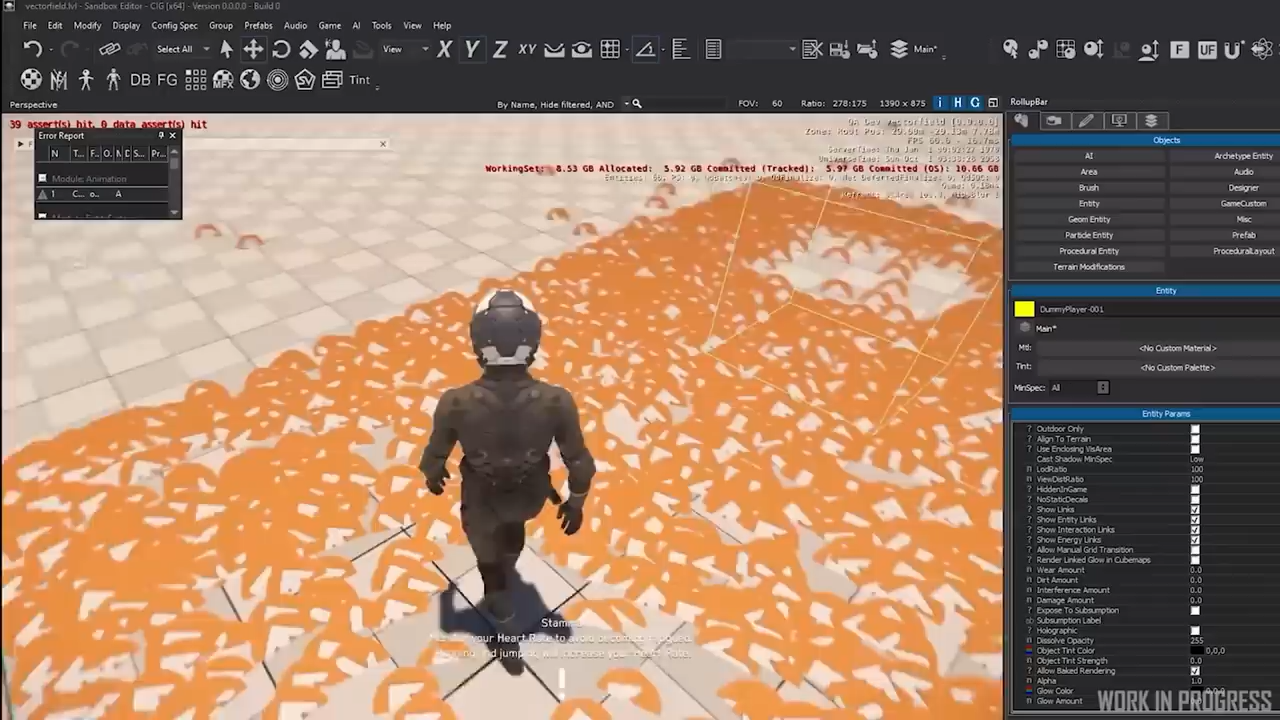 vectorfield.lvl - Sandbox Editor - CIG [x64] - Version 0.0.0.0 - Build 0
File Edit Modify Display Config Spec Group Prefabs Audio Game AI Tools View Help
Select All View X Y Z XY Main* F UF
DB FG MFX SV Tint
Perspective By Name, Hide filtered, AND FOV: 60 Ratio: 278:175 1390 x 875 i H G RollupBar
39 assert(s) hit, 0 data assert(s) hit
Error Report
N T... F... O. M D S... Pr...
Module: Animation
1 C... o... A
WorkingSet: 8.53 GB Allocated: 5.92 GB Committed (Tracked): 5.97 GB Committed (OS): 10.66 GB
Stamina
Objects
AI Archetype Entity
Area Audio
Brush Designer
Entity GameCustom
Geom Entity Misc
Particle Entity Prefab
Procedural Entity ProceduralLayout
Terrain Modifications
Entity
DummyPlayer-001
Main*
Mtl: <No Custom Material>
Tint: <No Custom Palette>
MinSpec: All
Entity Params
Outdoor Only
Align To Terrain
Use Enclosing VisArea
Cast Shadow MinSpec Low
LodRatio 100
ViewDistRatio 100
HiddenInGame
NoStaticDecals
Show Links
Show Entity Links
Show Interaction Links
Show Energy Links
Allow Manual Grid Transition
Render Linked Glow in Cubemaps
Wear Amount 0.0
Dirt Amount 0.0
Interference Amount 0.0
Damage Amount 0.0
Expose To Subsumption
Subsumption Label
Holographic
Dissolve Opacity 255
Object Tint Color 0,0,0
Object Tint Strength 0.0
Allow Baked Rendering
Alpha 1.0
Glow Color
Glow Amount
WORK IN PROGRESS